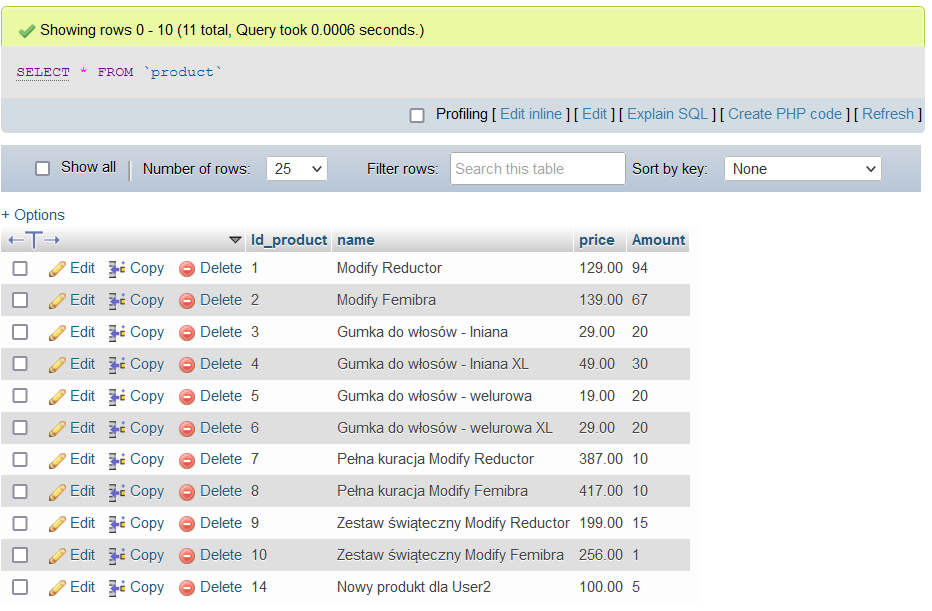 Showing rows 0 - 10 (11 total, Query took 0.0006 seconds.)
SELECT * FROM `product`
Profiling [ Edit inline ] [ Edit ] [ Explain SQL ] [ Create PHP code ] [ Refresh ]
Show all Number of rows: 25 Filter rows: Search this table Sort by key: None
+ Options
←T→ Id_product name price Amount
Edit Copy Delete 1 Modify Reductor 129.00 94
Edit Copy Delete 2 Modify Femibra 139.00 67
Edit Copy Delete 3 Gumka do włosów - lniana 29.00 20
Edit Copy Delete 4 Gumka do włosów - lniana XL 49.00 30
Edit Copy Delete 5 Gumka do włosów - welurowa 19.00 20
Edit Copy Delete 6 Gumka do włosów - welurowa XL 29.00 20
Edit Copy Delete 7 Pełna kuracja Modify Reductor 387.00 10
Edit Copy Delete 8 Pełna kuracja Modify Femibra 417.00 10
Edit Copy Delete 9 Zestaw świąteczny Modify Reductor 199.00 15
Edit Copy Delete 10 Zestaw świąteczny Modify Femibra 256.00 1
Edit Copy Delete 14 Nowy produkt dla User2 100.00 5